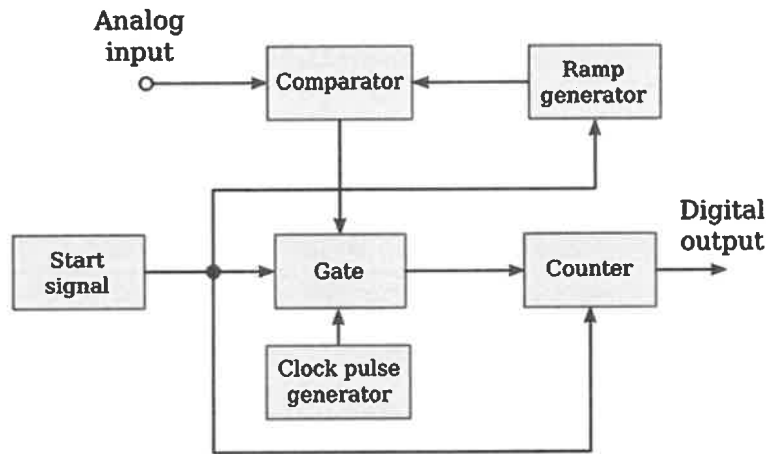 Analog
input
Comparator
Ramp
generator
Digital
output
Start
signal
Gate
Counter
Clock pulse
generator